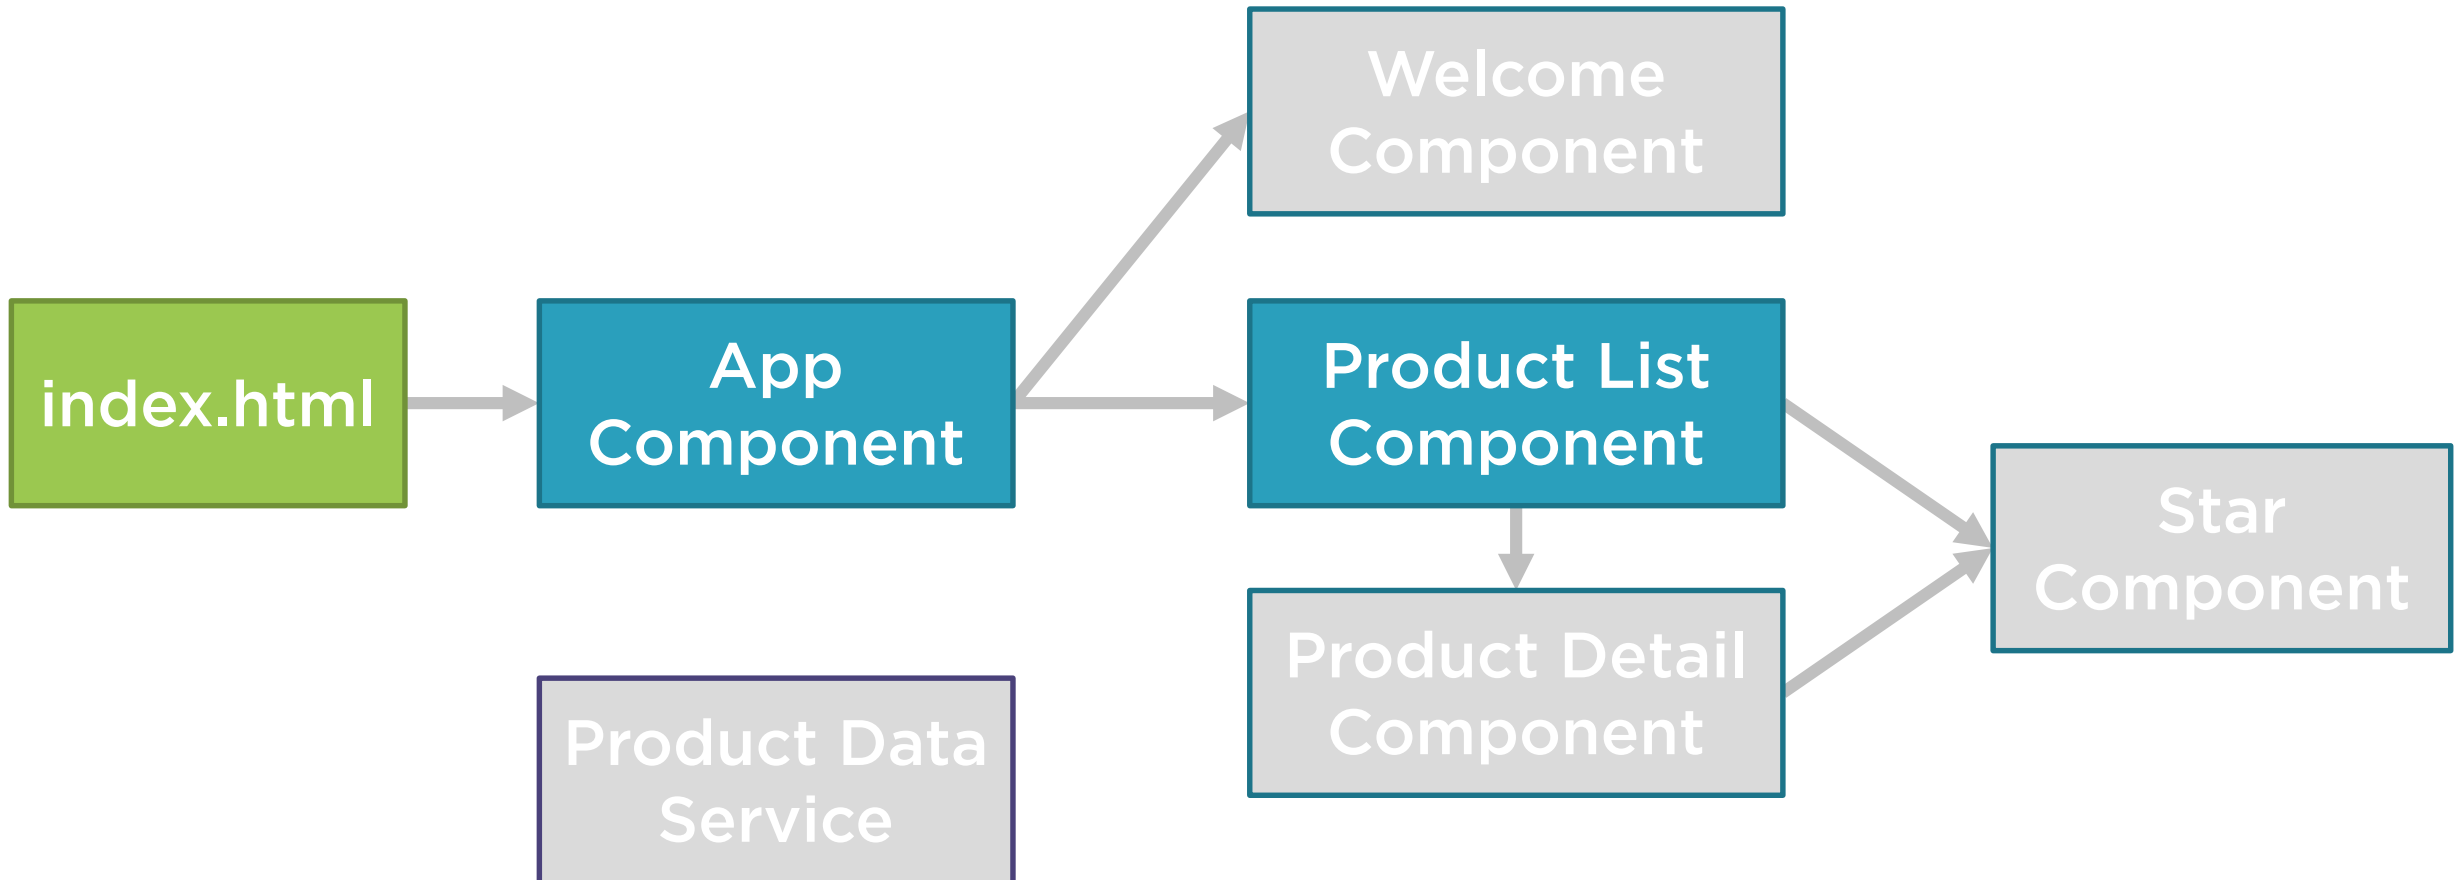 Welcome
Component
index.html
App
Component
Product List
Component
Star
Component
Product Detail
Component
Product Data
Service